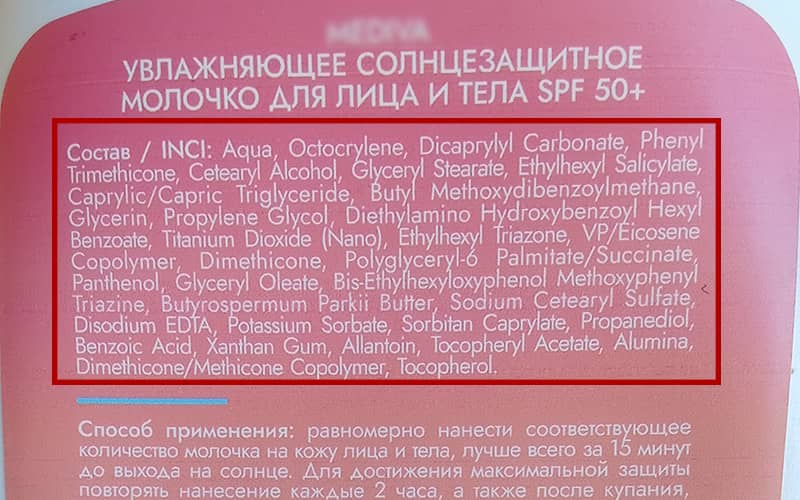 УВЛАЖНЯЮЩЕЕ СОЛНЦЕЗАЩИТНОЕ
МОЛОЧКО ДЛЯ ЛИЦА И ТЕЛА SPF 50+
Состав / INCI: Aqua, Octocrylene, Dicaprylyl Carbonate, Phenyl
Trimethicone, Cetearyl Alcohol, Glyceryl Stearate, Ethylhexyl Salicylate,
Caprylic/Capric Triglyceride, Butyl Methoxydibenzoylmethane,
Glycerin, Propylene Glycol, Diethylamino Hydroxybenzoyl Hexyl
Benzoate, Titanium Dioxide (Nano), Ethylhexyl Triazone, VP/Eicosene
Copolymer, Dimethicone, Polyglyceryl-6 Palmitate/Succinate,
Panthenol, Glyceryl Oleate, Bis-Ethylhexyloxyphenol Methoxyphenyl
Triazine, Butyrospermum Parkii Butter, Sodium Cetearyl Sulfate,
Disodium EDTA, Potassium Sorbate, Sorbitan Caprylate, Propanediol,
Benzoic Acid, Xanthan Gum, Allantoin, Tocopheryl Acetate, Alumina,
Dimethicone/Methicone Copolymer, Tocopherol.
Способ применения: равномерно нанести соответствующее
количество молочка на кожу лица и тела, лучше всего за 15 минут
до выхода на солнце. Для достижения максимальной защиты
повторять нанесение каждые 2 часа, а также после купания,